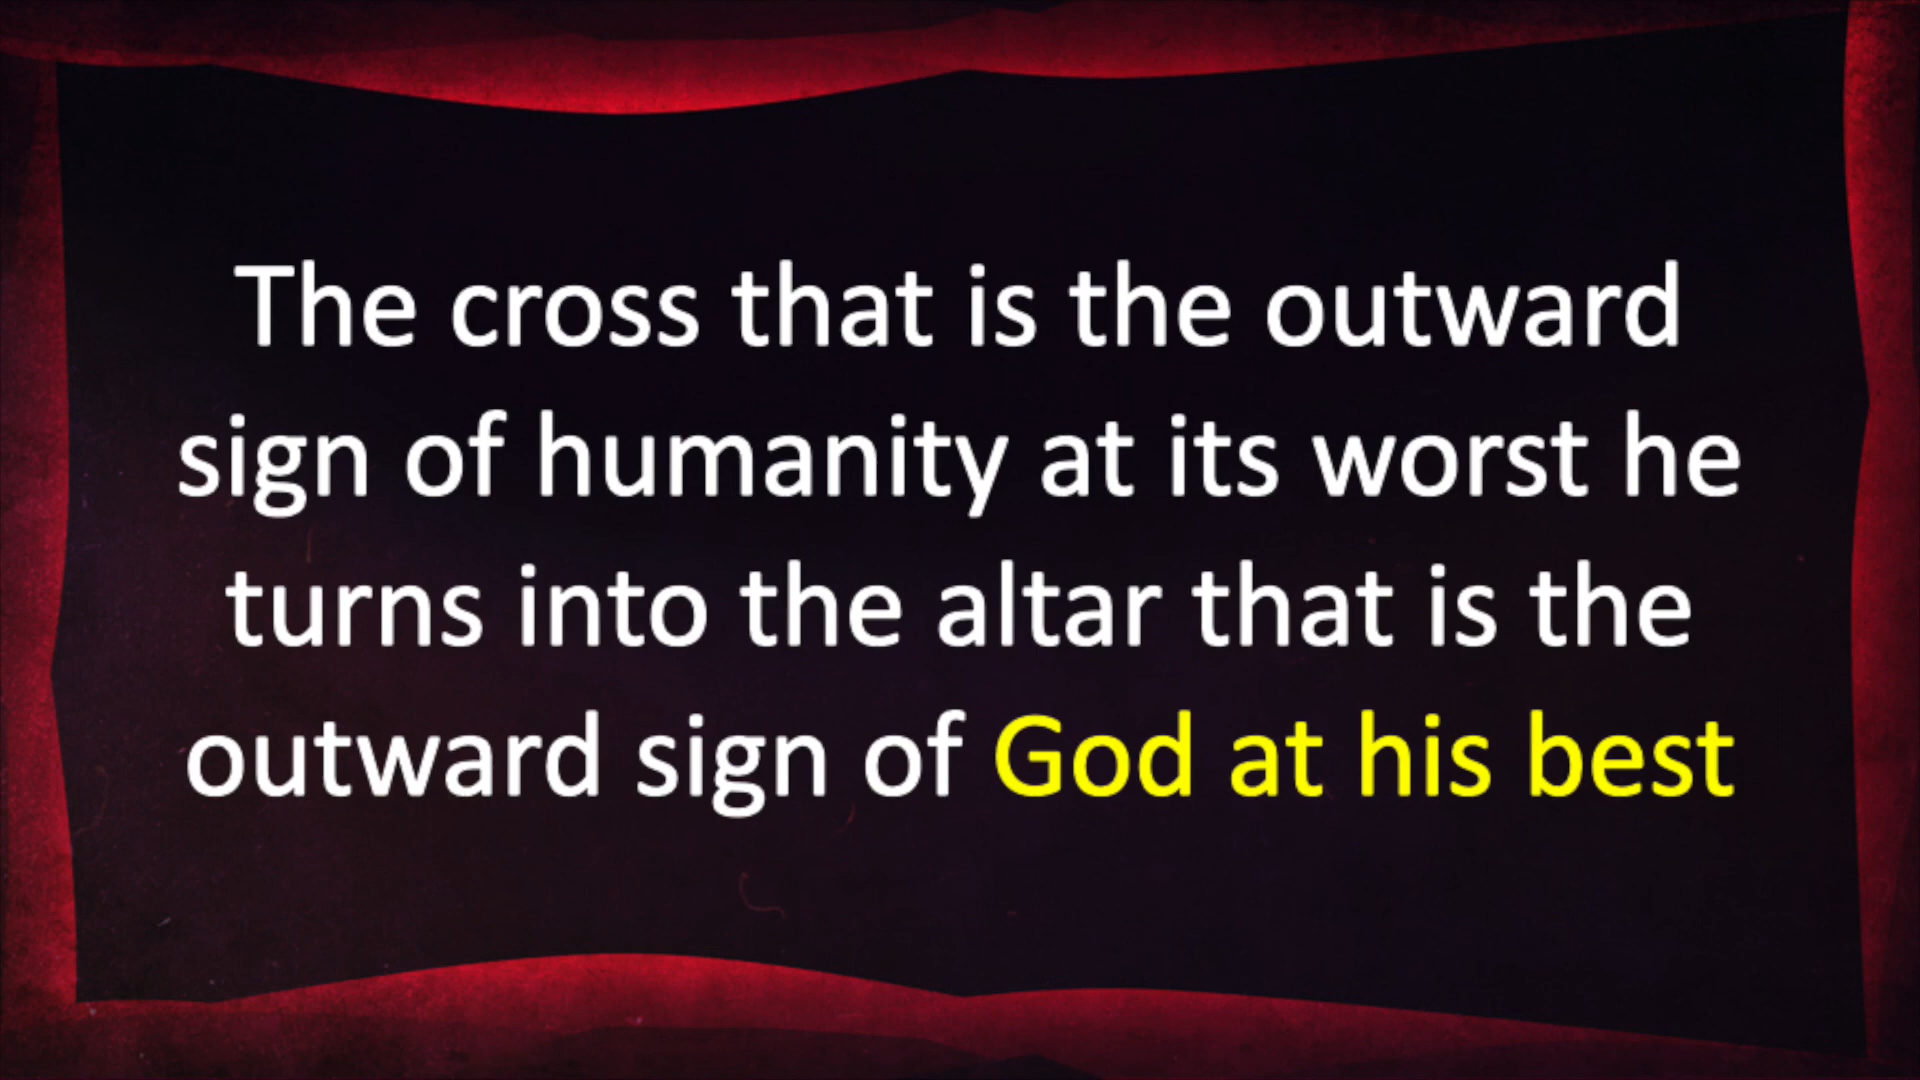 The cross that is the outward
sign of humanity at its worst he
turns into the altar that is the
outward sign of God at his best